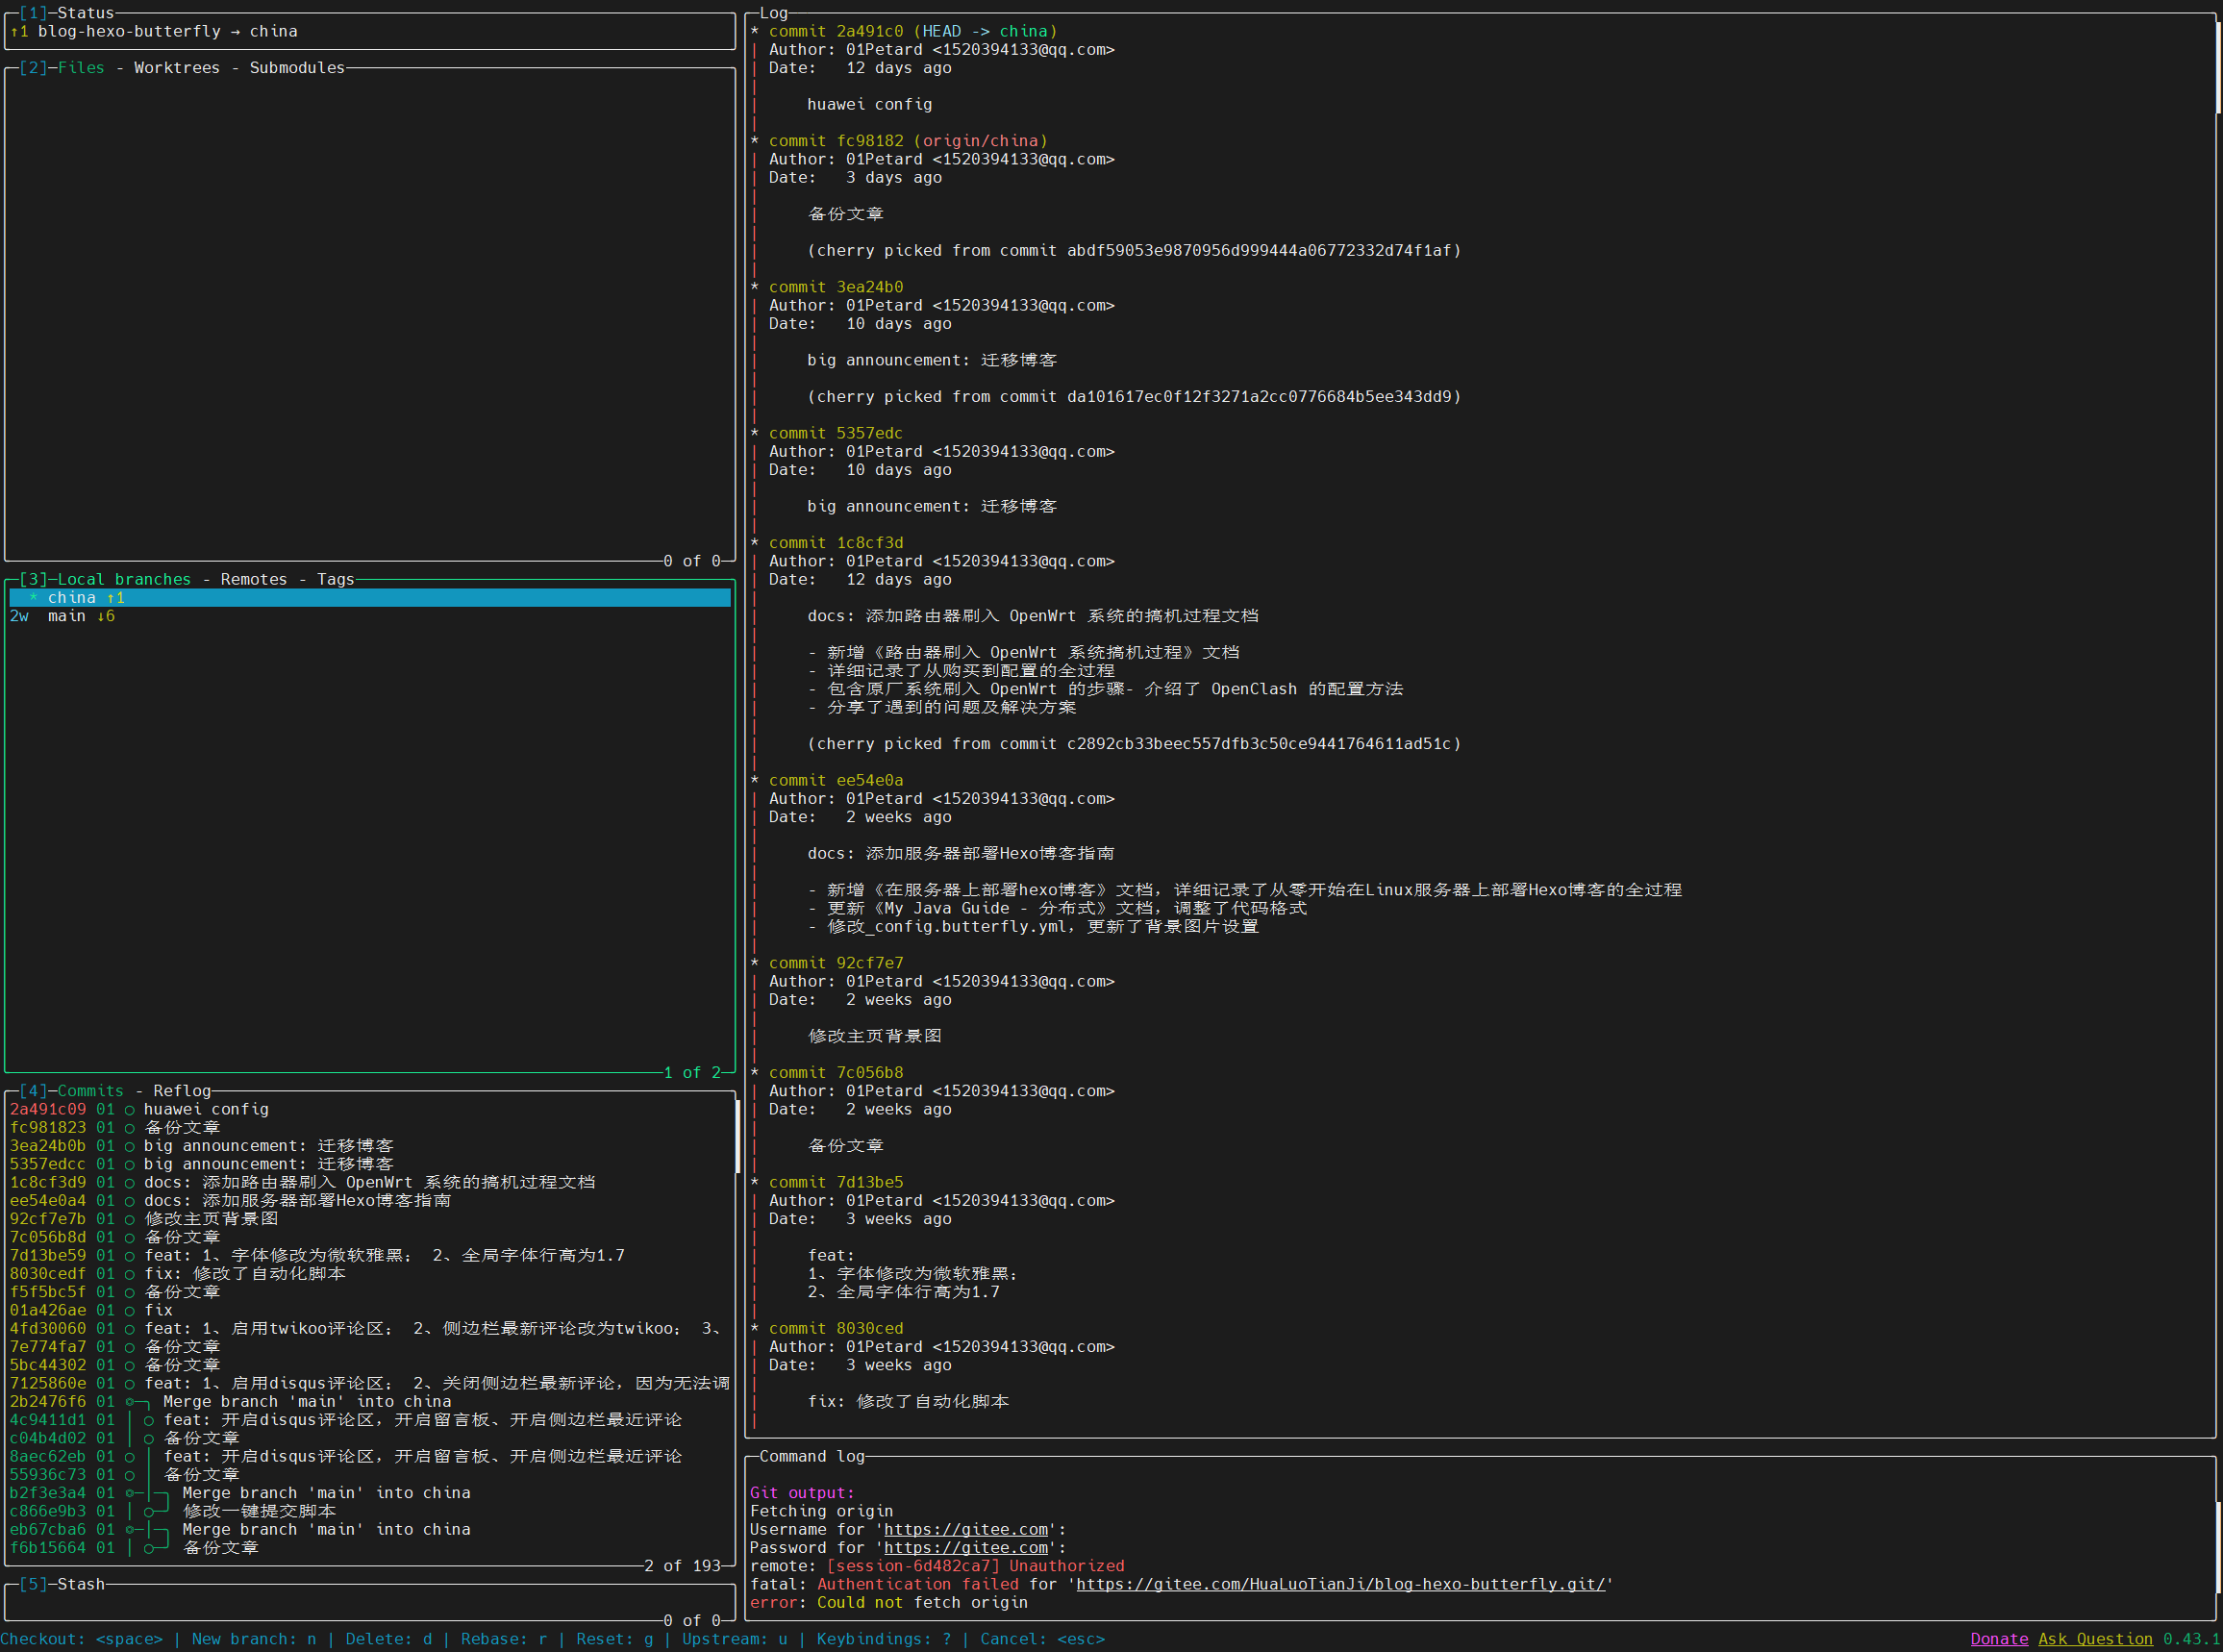 [1]─Status
↑1 blog-hexo-butterfly → china
[2]─Files - Worktrees - Submodules
0 of 0
[3]─Local branches - Remotes - Tags
* china ↑1
2w main ↓6
1 of 2
[4]─Commits - Reflog
2a491c09 01 ○ huawei config
fc981823 01 ○ 备份文章
3ea24b0b 01 ○ big announcement: 迁移博客
5357edcc 01 ○ big announcement: 迁移博客
1c8cf3d9 01 ○ docs: 添加路由器刷入 OpenWrt 系统的搞机过程文档
ee54e0a4 01 ○ docs: 添加服务器部署Hexo博客指南
92cf7e7b 01 ○ 修改主页背景图
7c056b8d 01 ○ 备份文章
7d13be59 01 ○ feat: 1、字体修改为微软雅黑； 2、全局字体行高为1.7
8030cedf 01 ○ fix: 修改了自动化脚本
f5f5bc5f 01 ○ 备份文章
01a426ae 01 ○ fix
4fd30060 01 ○ feat: 1、启用twikoo评论区； 2、侧边栏最新评论改为twikoo； 3、
7e774fa7 01 ○ 备份文章
5bc44302 01 ○ 备份文章
7125860e 01 ○ feat: 1、启用disqus评论区； 2、关闭侧边栏最新评论，因为无法调
2b2476f6 01 Merge branch 'main' into china
4c9411d1 01 │ ○ feat: 开启disqus评论区，开启留言板、开启侧边栏最近评论
c04b4d02 01 │ ○ 备份文章
8aec62eb 01 ○ │ feat: 开启disqus评论区，开启留言板、开启侧边栏最近评论
55936c73 01 ○ │ 备份文章
b2f3e3a4 01 Merge branch 'main' into china
c866e9b3 01 │ ○ 修改一键提交脚本
eb67cba6 01 Merge branch 'main' into china
f6b15664 01 │ ○ 备份文章
2 of 193
[5]─Stash
0 of 0
Log
* commit 2a491c0 (HEAD -> china)
| Author: 01Petard <1520394133@qq.com>
| Date: 12 days ago
| huawei config
* commit fc98182 (origin/china)
| Author: 01Petard <1520394133@qq.com>
| Date: 3 days ago
| 备份文章
| (cherry picked from commit abdf59053e9870956d999444a06772332d74f1af)
* commit 3ea24b0
| Author: 01Petard <1520394133@qq.com>
| Date: 10 days ago
| big announcement: 迁移博客
| (cherry picked from commit da101617ec0f12f3271a2cc0776684b5ee343dd9)
* commit 5357edc
| Author: 01Petard <1520394133@qq.com>
| Date: 10 days ago
| big announcement: 迁移博客
* commit 1c8cf3d
| Author: 01Petard <1520394133@qq.com>
| Date: 12 days ago
| docs: 添加路由器刷入 OpenWrt 系统的搞机过程文档
| - 新增《路由器刷入 OpenWrt 系统搞机过程》文档
| - 详细记录了从购买到配置的全过程
| - 包含原厂系统刷入 OpenWrt 的步骤- 介绍了 OpenClash 的配置方法
| - 分享了遇到的问题及解决方案
| (cherry picked from commit c2892cb33beec557dfb3c50ce9441764611ad51c)
* commit ee54e0a
| Author: 01Petard <1520394133@qq.com>
| Date: 2 weeks ago
| docs: 添加服务器部署Hexo博客指南
| - 新增《在服务器上部署hexo博客》文档，详细记录了从零开始在Linux服务器上部署Hexo博客的全过程
| - 更新《My Java Guide - 分布式》文档，调整了代码格式
| - 修改_config.butterfly.yml，更新了背景图片设置
* commit 92cf7e7
| Author: 01Petard <1520394133@qq.com>
| Date: 2 weeks ago
| 修改主页背景图
* commit 7c056b8
| Author: 01Petard <1520394133@qq.com>
| Date: 2 weeks ago
| 备份文章
* commit 7d13be5
| Author: 01Petard <1520394133@qq.com>
| Date: 3 weeks ago
| feat:
| 1、字体修改为微软雅黑；
| 2、全局字体行高为1.7
* commit 8030ced
| Author: 01Petard <1520394133@qq.com>
| Date: 3 weeks ago
| fix: 修改了自动化脚本
Command log
Git output:
Fetching origin
Username for 'https://gitee.com':
Password for 'https://gitee.com':
remote: [session-6d482ca7] Unauthorized
fatal: Authentication failed for 'https://gitee.com/HuaLuoTianJi/blog-hexo-butterfly.git/'
error: Could not fetch origin
Checkout: <space> | New branch: n | Delete: d | Rebase: r | Reset: g | Upstream: u | Keybindings: ? | Cancel: <esc>
Donate Ask Question 0.43.1